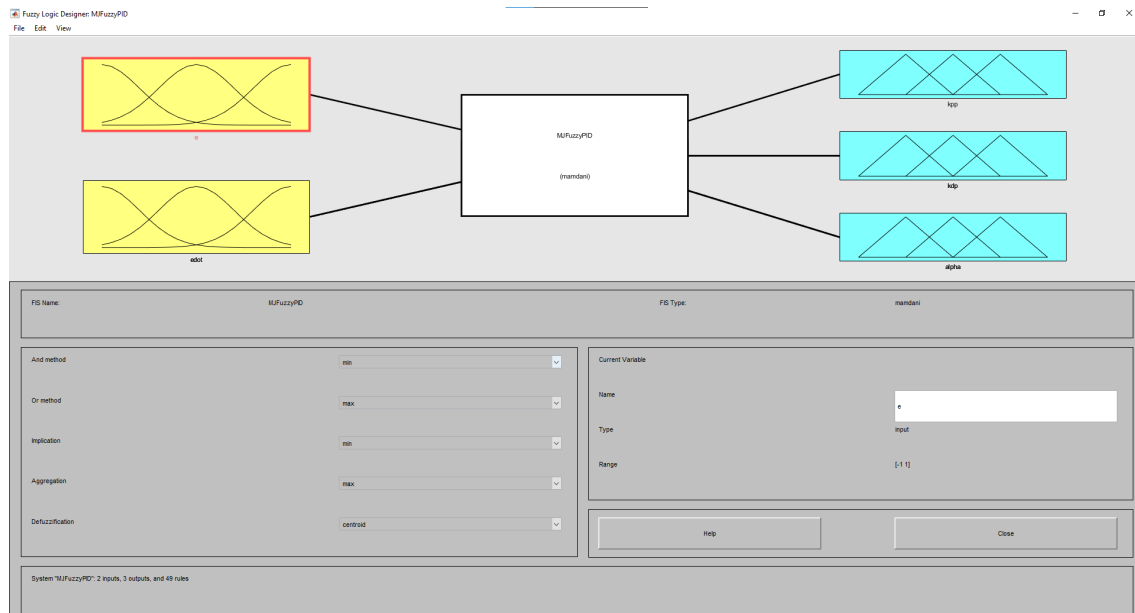 Fuzzy Logic Designer: MJFuzzyPID
File Edit View
e
edot
MJFuzzyPID
(mamdani)
kpp
kdp
alpha
FIS Name: MJFuzzyPID FIS Type: mamdani
And method min
Or method max
Implication min
Aggregation max
Defuzzification centroid
Current Variable
Name e
Type input
Range [-1 1]
Help Close
System "MJFuzzyPID": 2 inputs, 3 outputs, and 49 rules